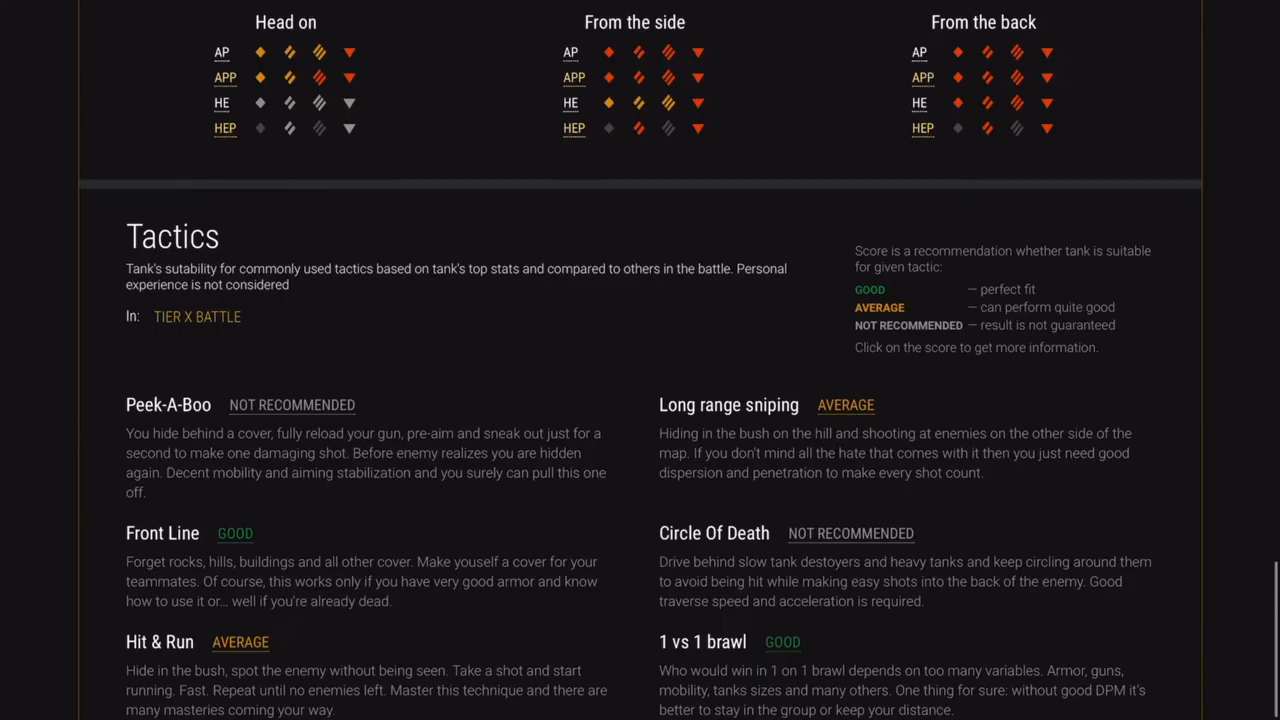 Head on
From the side
From the back
AP
AP
AP
APP
APP
APP
HE
HE
HE
HEP
HEP
HEP
Tactics
Tank's sutability for commonly used tactics based on tank's top stats and compared to others in the battle. Personal
experience is not considered
In: TIER X BATTLE
Score is a recommendation whether tank is suitable
for given tactic:
GOOD — perfect fit
AVERAGE — can perform quite good
NOT RECOMMENDED — result is not guaranteed
Click on the score to get more information.
Peek-A-Boo NOT RECOMMENDED
You hide behind a cover, fully reload your gun, pre-aim and sneak out just for a
second to make one damaging shot. Before enemy realizes you are hidden
again. Decent mobility and aiming stabilization and you surely can pull this one
off.
Long range sniping AVERAGE
Hiding in the bush on the hill and shooting at enemies on the other side of the
map. If you don't mind all the hate that comes with it then you just need good
dispersion and penetration to make every shot count.
Front Line GOOD
Forget rocks, hills, buildings and all other cover. Make youself a cover for your
teammates. Of course, this works only if you have very good armor and know
how to use it or... well if you're already dead.
Circle Of Death NOT RECOMMENDED
Drive behind slow tank destoyers and heavy tanks and keep circling around them
to avoid being hit while making easy shots into the back of the enemy. Good
traverse speed and acceleration is required.
Hit & Run AVERAGE
Hide in the bush, spot the enemy without being seen. Take a shot and start
running. Fast. Repeat until no enemies left. Master this technique and there are
many masteries coming your way.
1 vs 1 brawl GOOD
Who would win in 1 on 1 brawl depends on too many variables. Armor, guns,
mobility, tanks sizes and many others. One thing for sure: without good DPM it's
better to stay in the group or keep your distance.